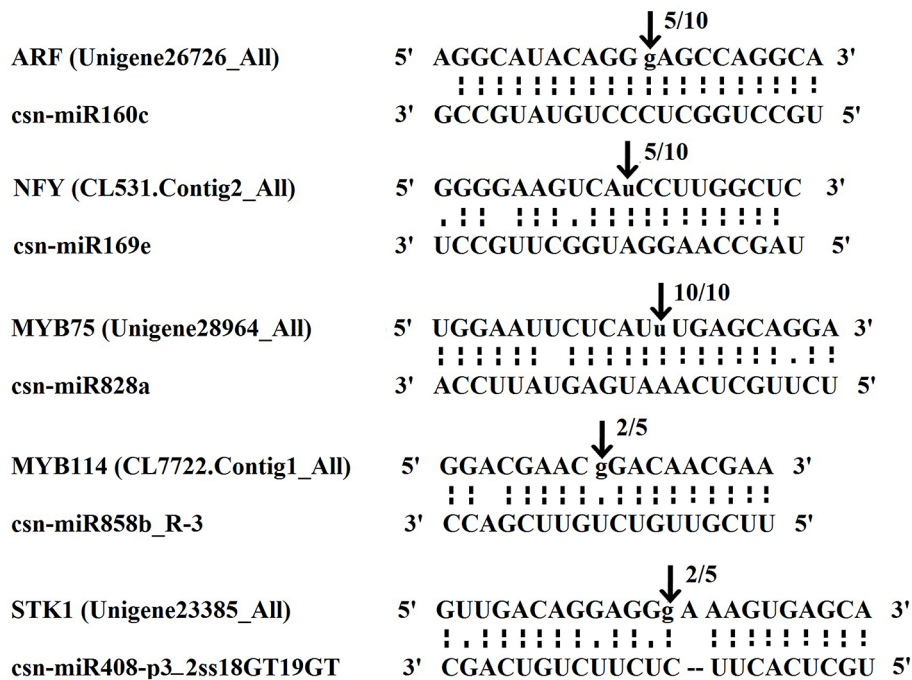 5/10
ARF (Unigene26726_All) 5' AGGCAUACAGG gAGCCAGGCA 3'
csn-miR160c 3' GCCGUAUGUCCCUCGGUCCGU 5'
5/10
NFY (CL531.Contig2_All) 5' GGGGAAGUCAuCCUUGGCUC 3'
csn-miR169e 3' UCCGUUCGGUAGGAACCGAU 5'
10/10
MYB75 (Unigene28964_All) 5' UGGAAUUCUCAUu UGAGCAGGA 3'
csn-miR828a 3' ACCUUAUGAGUAAACUCGUUCU 5'
2/5
MYB114 (CL7722.Contig1_All) 5' GGACGAAC gGACAACGAA 3'
csn-miR858b_R-3 3' CCAGCUUGUCUGUUGCUU 5'
2/5
STK1 (Unigene23385_All) 5' GUUGACAGGAGGg A AAGUGAGCA 3'
csn-miR408-p3_2ss18GT19GT 3' CGACUGUCUUCUC --UUCACUCGU 5'